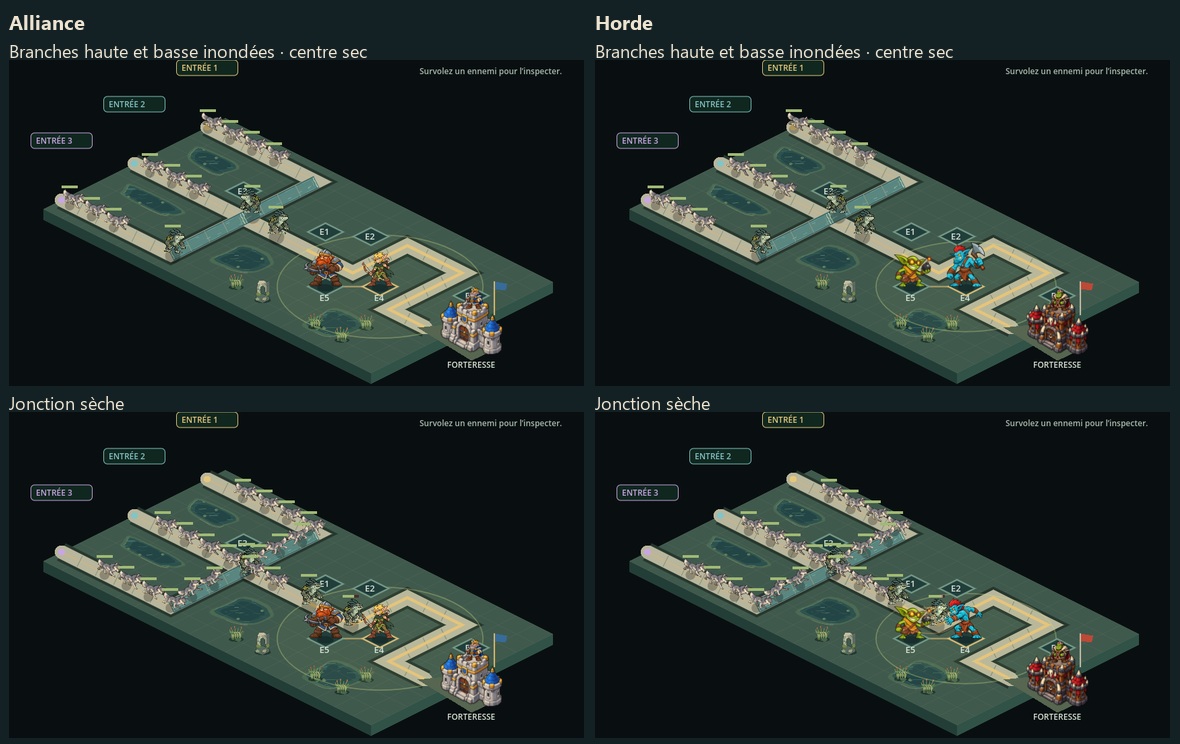 Alliance
Branches haute et basse inondées · centre sec
ENTRÉE 1
Survolez un ennemi pour l'inspecter.
ENTRÉE 2
ENTRÉE 3
E1
E2
E5
E4
FORTERESSE
Horde
Branches haute et basse inondées · centre sec
ENTRÉE 1
Survolez un ennemi pour l'inspecter.
ENTRÉE 2
ENTRÉE 3
E1
E2
E5
E4
FORTERESSE
Jonction sèche
ENTRÉE 1
Survolez un ennemi pour l'inspecter.
ENTRÉE 2
ENTRÉE 3
E1
E2
E5
E4
FORTERESSE
Jonction sèche
ENTRÉE 1
Survolez un ennemi pour l'inspecter.
ENTRÉE 2
ENTRÉE 3
E1
E2
E5
E4
FORTERESSE